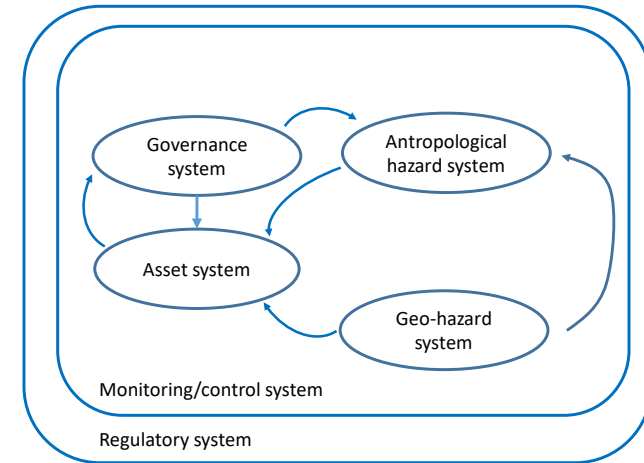 Governance
system
Antropological
hazard system
Asset system
Geo-hazard
system
Monitoring/control system
Regulatory system